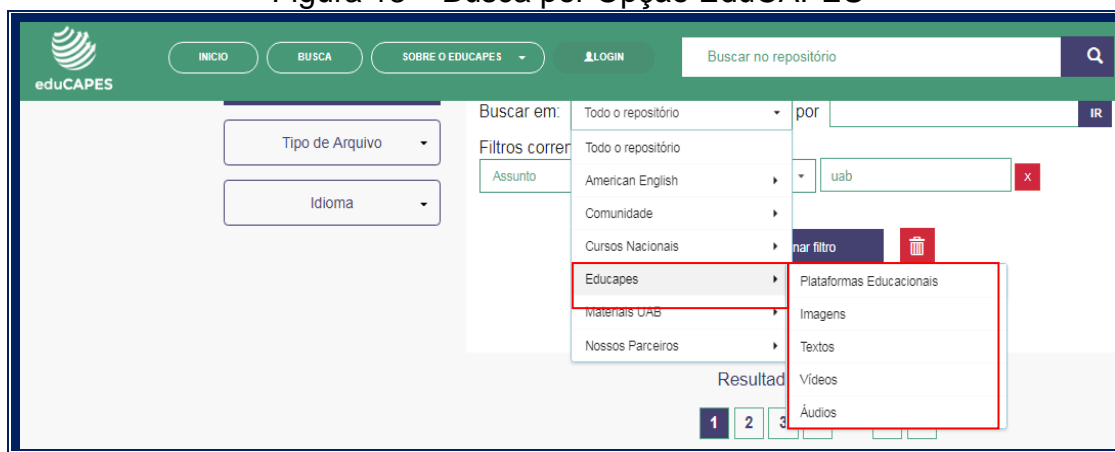 INICIO BUSCA SOBRE O EDUCAPES LOGIN Buscar no repositório
eduCAPES
Buscar em: Todo o repositório por IR
Tipo de Arquivo
Filtros correr
Todo o repositório
Assunto American English uab X
Idioma
Comunidade
Cursos Nacionais nar filtro
Educapes Plataformas Educacionais
Materiais UAB Imagens
Nossos Parceiros Textos
Resultad Vídeos
Áudios
1 2 3